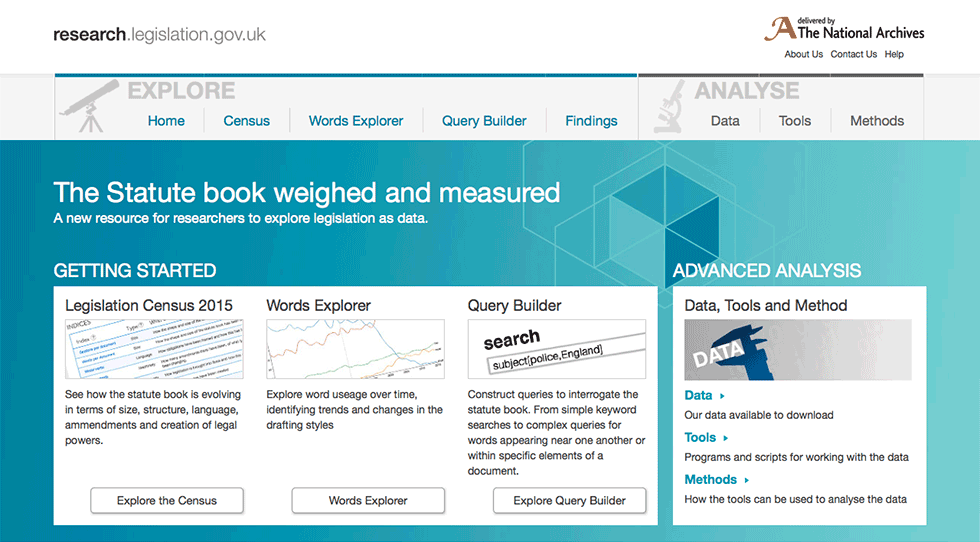 research.legislation.gov.uk
delivered by
The National Archives
About Us Contact Us Help
EXPLORE
Home Census Words Explorer Query Builder Findings
ANALYSE
Data Tools Methods
The Statute book weighed and measured
A new resource for researchers to explore legislation as data.
GETTING STARTED
Legislation Census 2015
INDICES
Index
Type
See how the statute book is evolving
in terms of size, structure, language,
ammendments and creation of legal
powers.
Explore the Census
Words Explorer
Explore word useage over time,
identifying trends and changes in the
drafting styles
Words Explorer
Query Builder
search
subject[police,England]
Construct queries to interrogate the
statute book. From simple keyword
searches to complex queries for
words appearing near one another or
within specific elements of a
document.
Explore Query Builder
ADVANCED ANALYSIS
Data, Tools and Method
DATA
Data
Our data available to download
Tools
Programs and scripts for working with the data
Methods
How the tools can be used to analyse the data